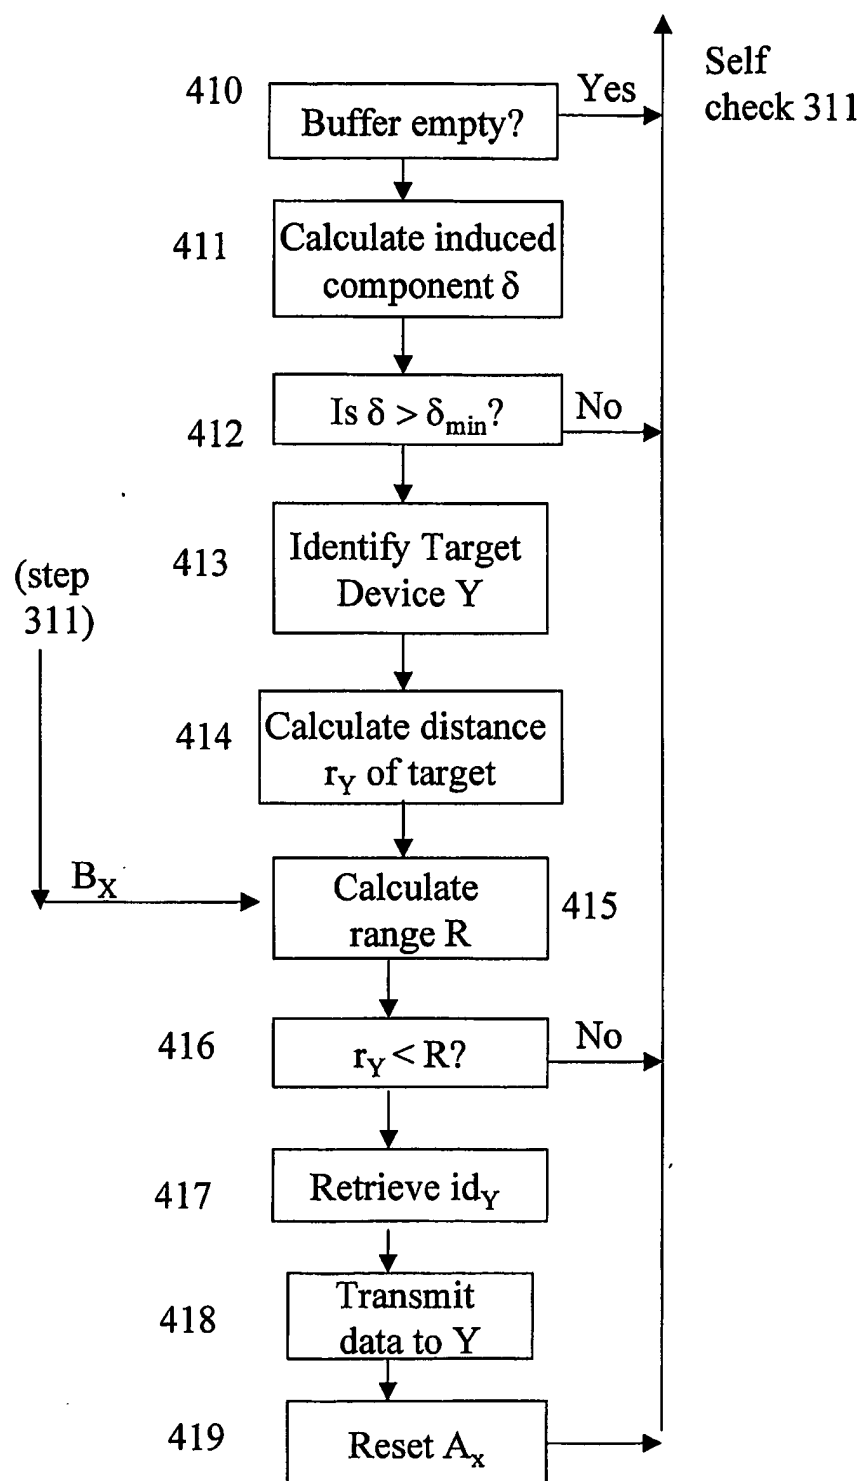 410
Buffer empty?
Yes
Self
check 311
411
Calculate induced
component δ
412
Is δ > δmin?
No
413
Identify Target
Device Y
(step
311)
414
Calculate distance
rY of target
BX
Calculate
range R
415
416
rY < R?
No
417
Retrieve idY
418
Transmit
data to Y
419
Reset Ax